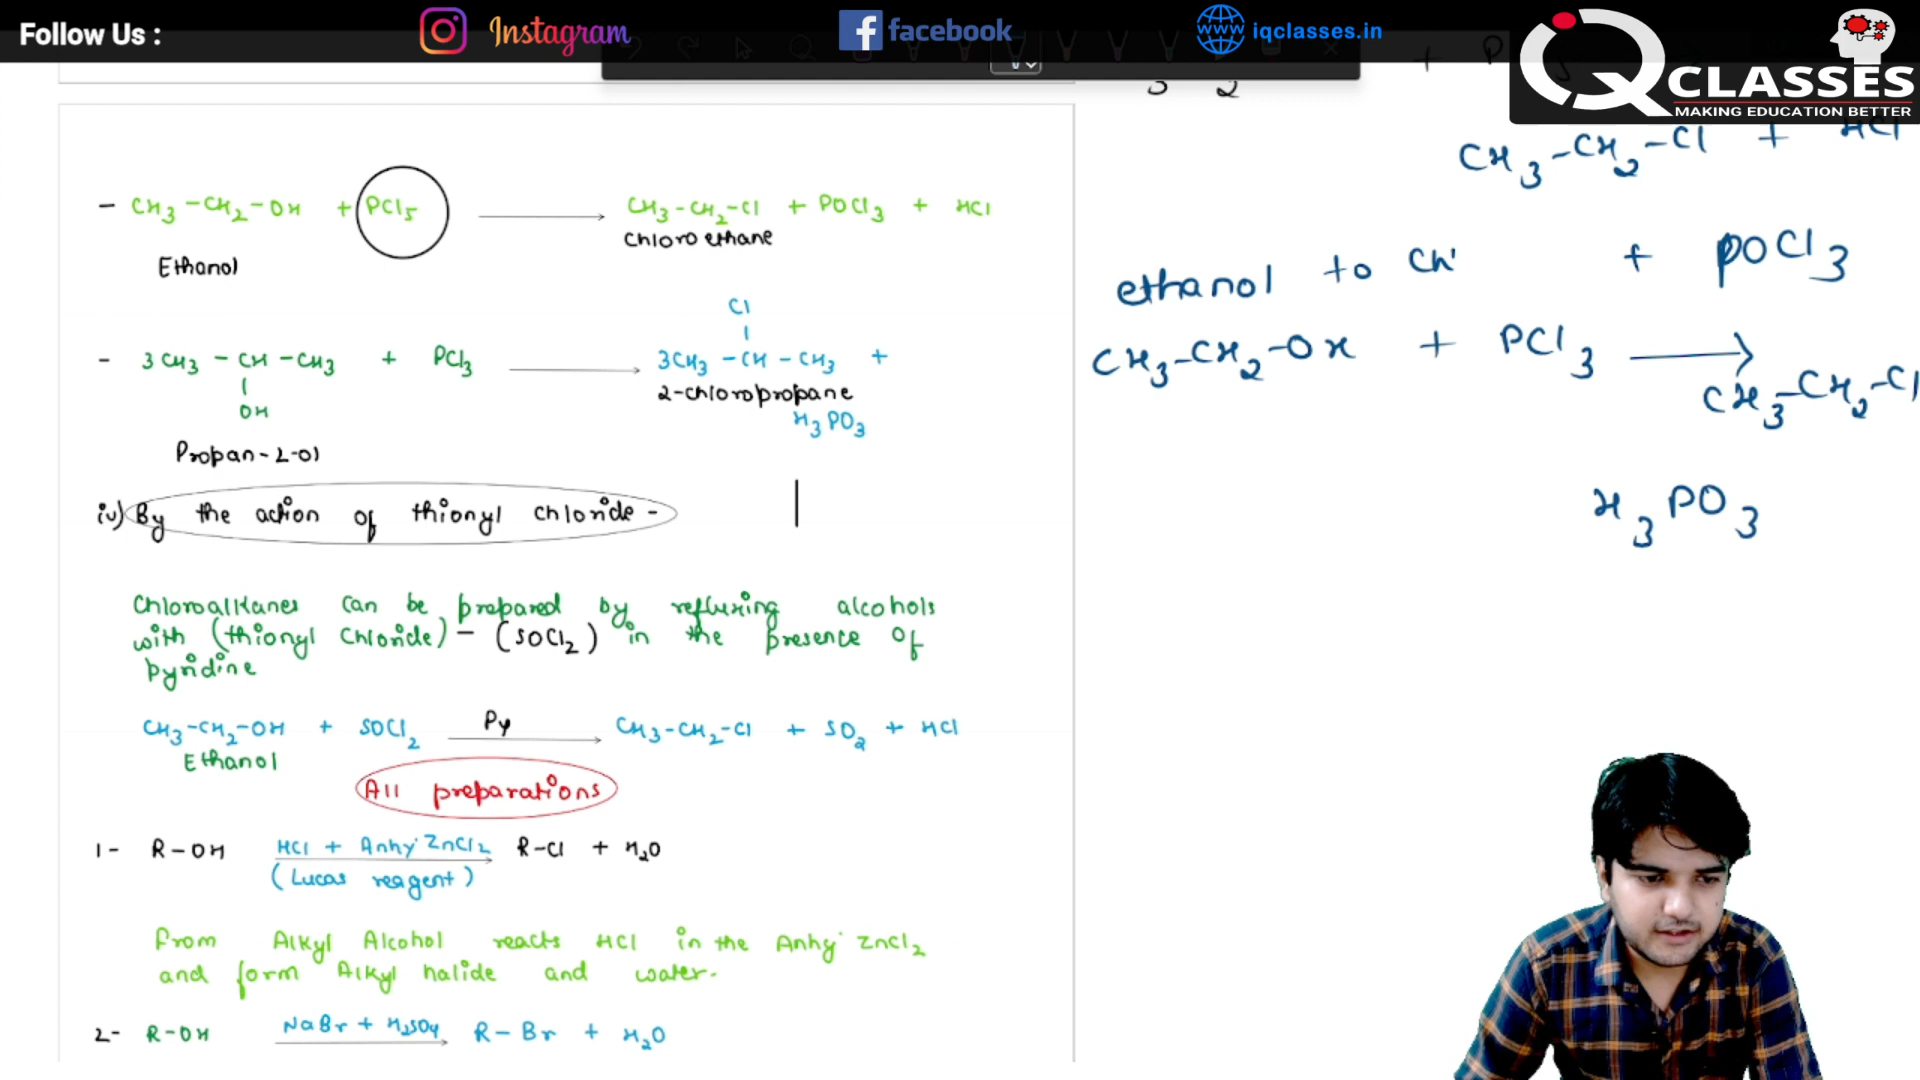 Follow Us :
Instagram
facebook
iqclasses.in
IQ CLASSES
MAKING EDUCATION BETTER
- CH3-CH2-OH + PCl5 → CH3-CH2-Cl + POCl3 + HCl
Ethanol
Chloro ethane
Cl
|
- 3CH3-CH-CH3 + PCl3 → 3CH3-CH-CH3 +
|
OH
2-chloropropane
H3PO3
Propan-2-ol
iv) By the action of thionyl chloride -
Chloroalkanes can be prepared by refluxing alcohols
with (thionyl Chloride) - (SOCl2) in the presence of
pyridine
CH3-CH2-OH + SOCl2 Py → CH3-CH2-Cl + SO2 + HCl
Ethanol
All preparations
1- R-OH HCl + Anhy. ZnCl2 → R-Cl + H2O
(Lucas reagent)
From Alkyl Alcohol reacts HCl in the Anhy. ZnCl2
and form Alkyl halide and water.
2- R-OH NaBr + H2SO4 → R-Br + H2O
3 2
CH3-CH2-Cl + HCl
+ POCl3
ethanol to Ch
CH3-CH2-OH + PCl3 →
CH3-CH2-Cl
H3PO3